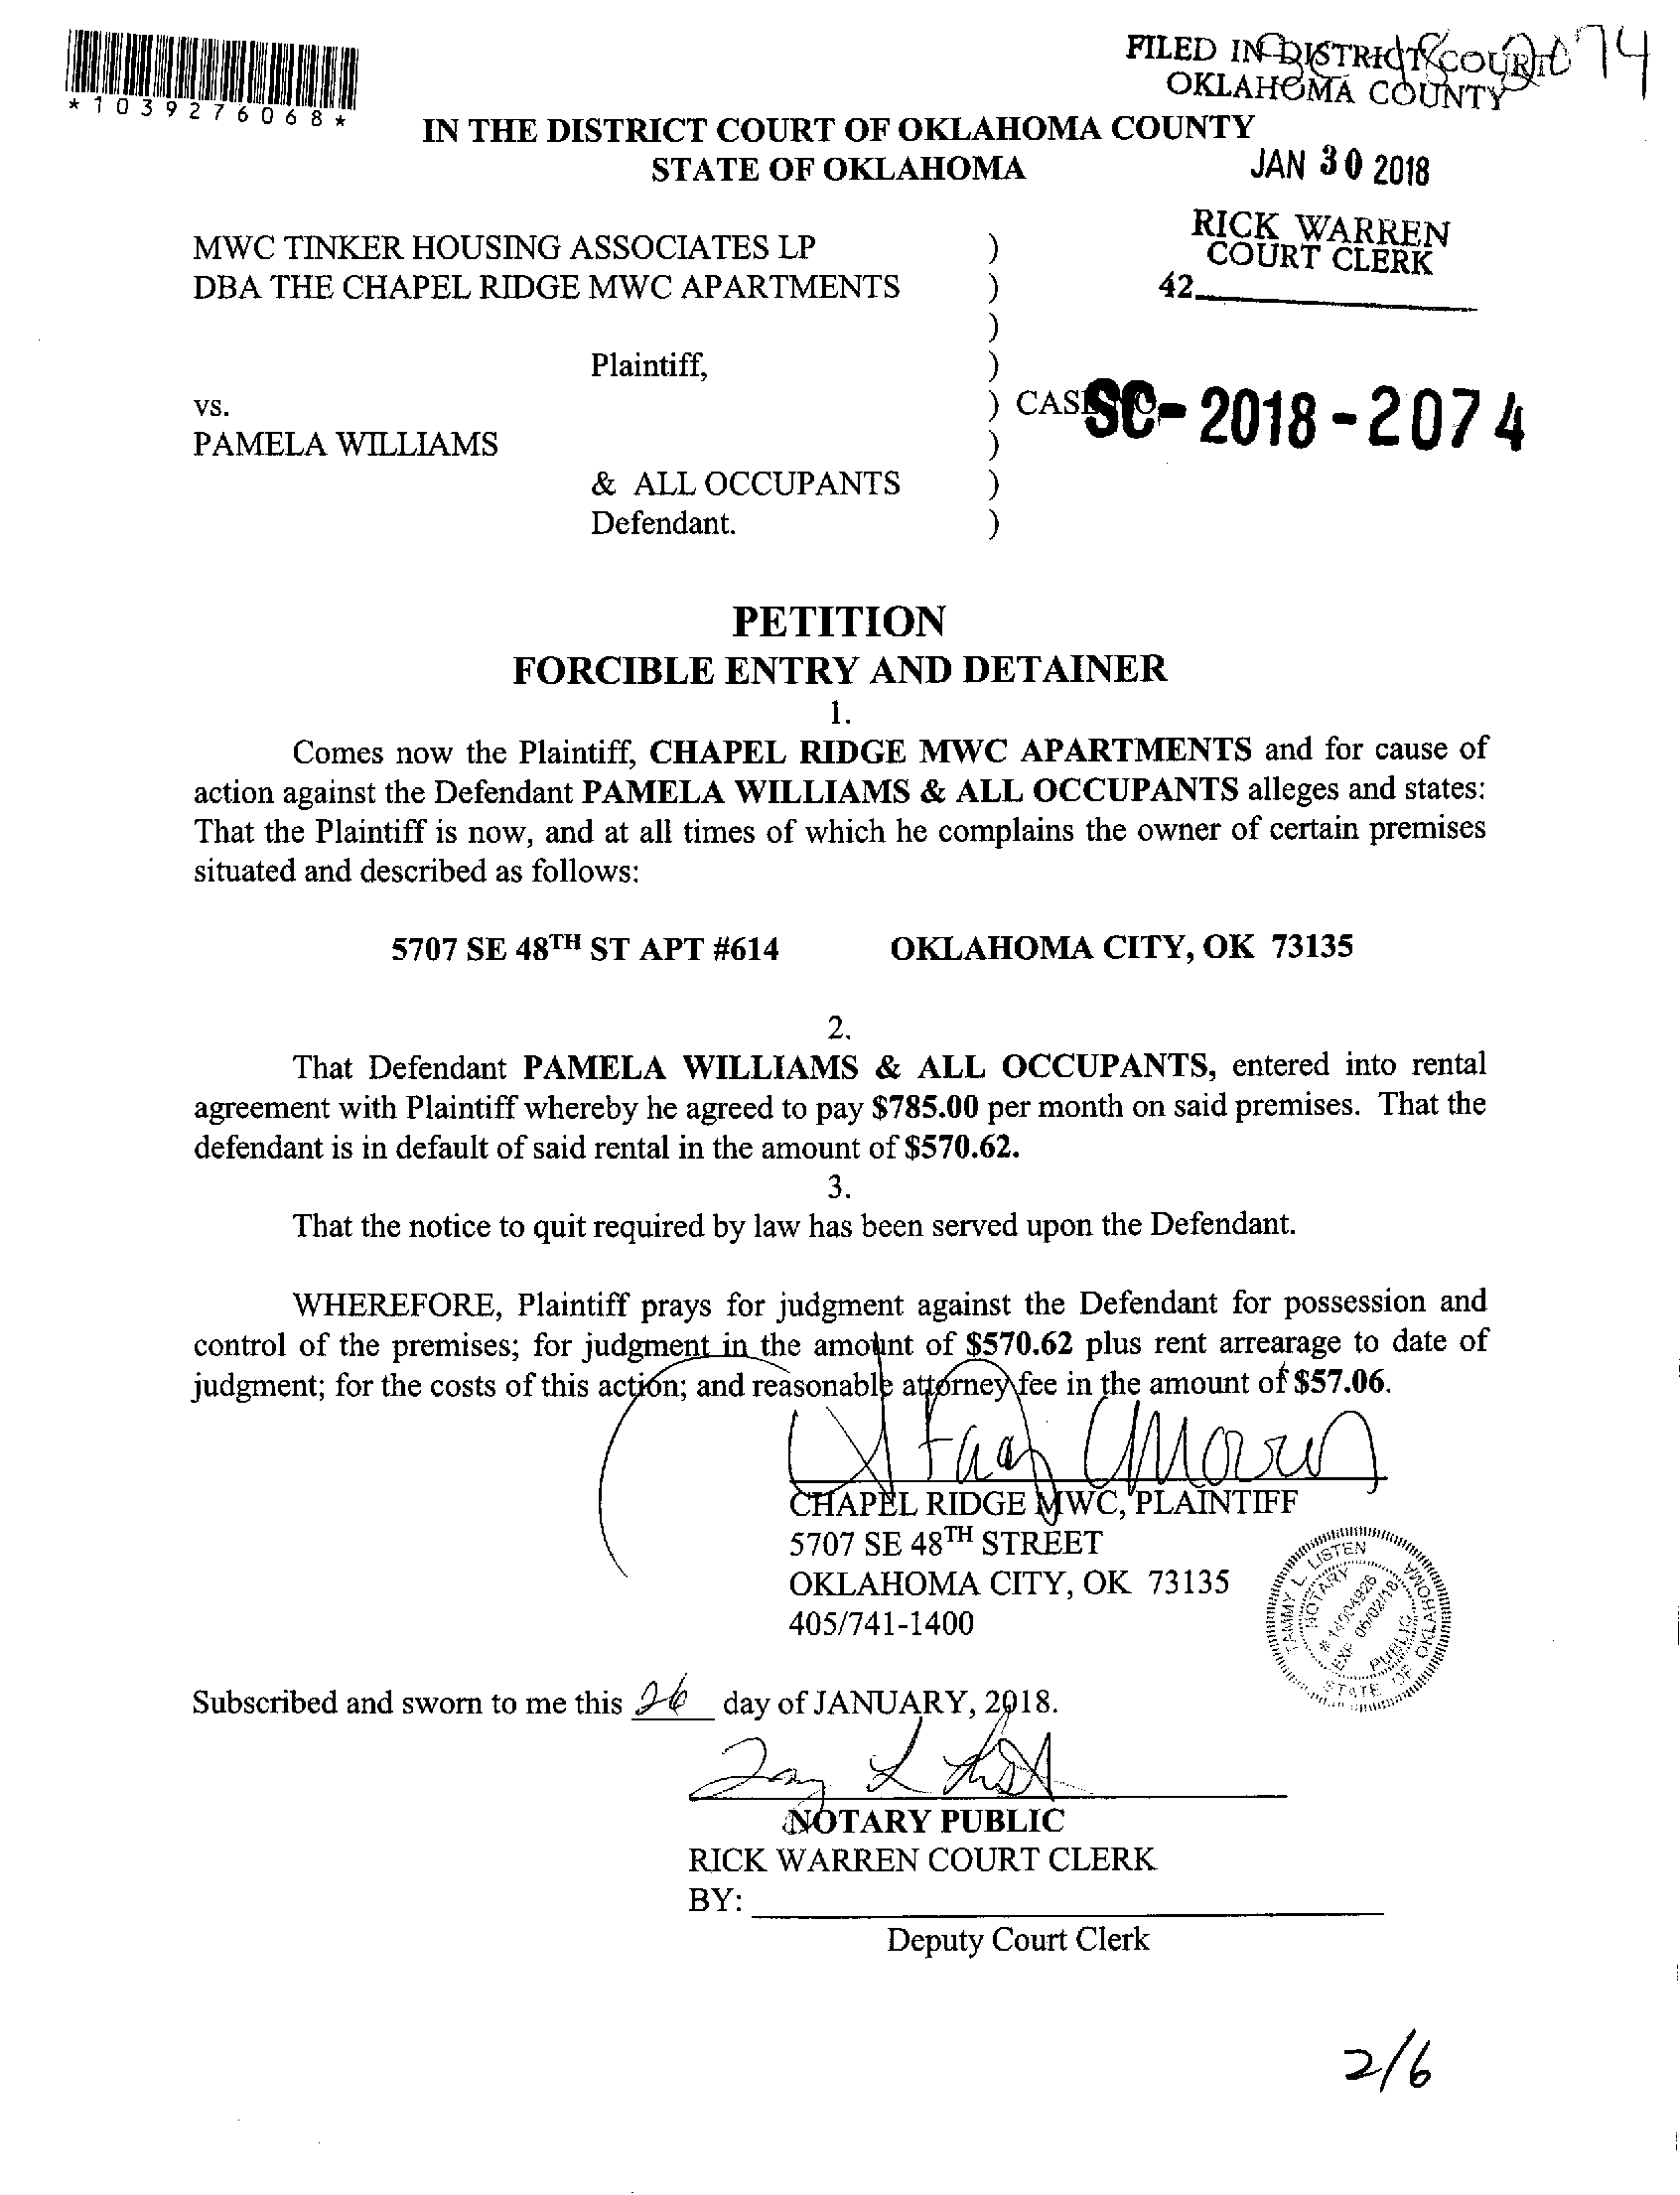 *1039276068*
FILED IN DISTRICT COURT
OKLAHOMA COUNTY
IN THE DISTRICT COURT OF OKLAHOMA COUNTY
STATE OF OKLAHOMA
JAN 30 2018
RICK WARREN
COURT CLERK
42
MWC TINKER HOUSING ASSOCIATES LP )
DBA THE CHAPEL RIDGE MWC APARTMENTS )
)
Plaintiff, )
vs. ) CASE NO. SC-2018-2074
PAMELA WILLIAMS )
& ALL OCCUPANTS )
Defendant. )
PETITION
FORCIBLE ENTRY AND DETAINER
1.
Comes now the Plaintiff, CHAPEL RIDGE MWC APARTMENTS and for cause of
action against the Defendant PAMELA WILLIAMS & ALL OCCUPANTS alleges and states:
That the Plaintiff is now, and at all times of which he complains the owner of certain premises
situated and described as follows:
5707 SE 48TH ST APT #614 OKLAHOMA CITY, OK 73135
2.
That Defendant PAMELA WILLIAMS & ALL OCCUPANTS, entered into rental
agreement with Plaintiff whereby he agreed to pay $785.00 per month on said premises. That the
defendant is in default of said rental in the amount of $570.62.
3.
That the notice to quit required by law has been served upon the Defendant.
WHEREFORE, Plaintiff prays for judgment against the Defendant for possession and
control of the premises; for judgment in the amount of $570.62 plus rent arrearage to date of
judgment; for the costs of this action; and reasonable attorney fee in the amount of $57.06.
CHAPEL RIDGE MWC, PLAINTIFF
5707 SE 48TH STREET
OKLAHOMA CITY, OK 73135
405/741-1400
TAMMY L. LISTEN
NOTARY
# 14004926
EXP. 06/02/18
PUBLIC
STATE OF OKLAHOMA
Subscribed and sworn to me this 26 day of JANUARY, 2018.
NOTARY PUBLIC
RICK WARREN COURT CLERK
BY:
Deputy Court Clerk
2/6